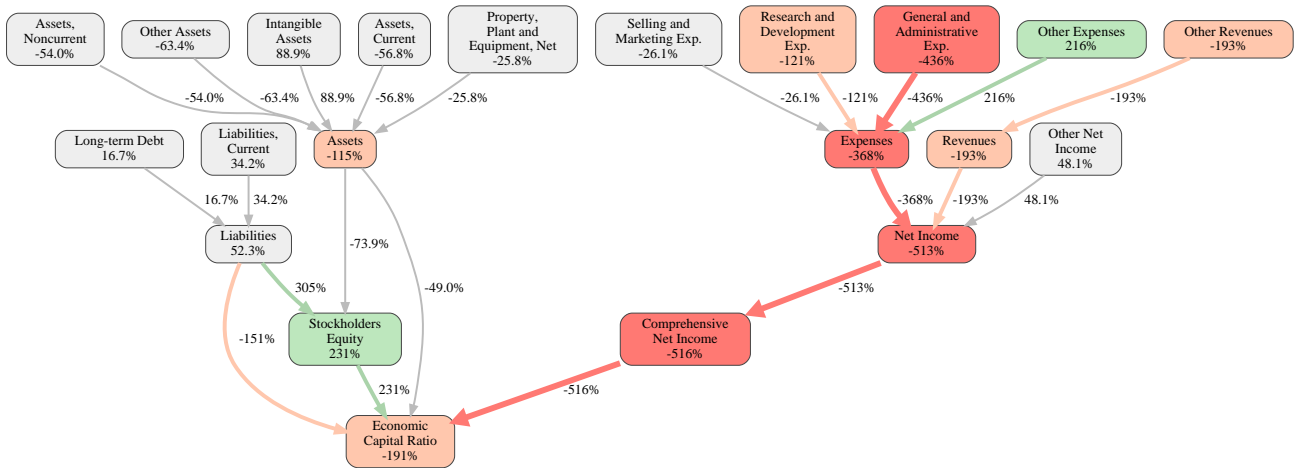 Assets,
Noncurrent
-54.0%
Other Assets
-63.4%
Intangible
Assets
88.9%
Assets,
Current
-56.8%
Property,
Plant and
Equipment, Net
-25.8%
Selling and
Marketing Exp.
-26.1%
Research and
Development
Exp.
-121%
General and
Administrative
Exp.
-436%
Other Expenses
216%
Other Revenues
-193%
-54.0%
-63.4%
88.9%
-56.8%
-25.8%
-26.1%
-121%
-436%
216%
-193%
Long-term Debt
16.7%
Liabilities,
Current
34.2%
Assets
-115%
Expenses
-368%
Revenues
-193%
Other Net
Income
48.1%
16.7%
34.2%
-368%
-193%
48.1%
Liabilities
52.3%
-73.9%
Net Income
-513%
305%
-49.0%
-513%
-151%
Stockholders
Equity
231%
Comprehensive
Net Income
-516%
231%
-516%
Economic
Capital Ratio
-191%